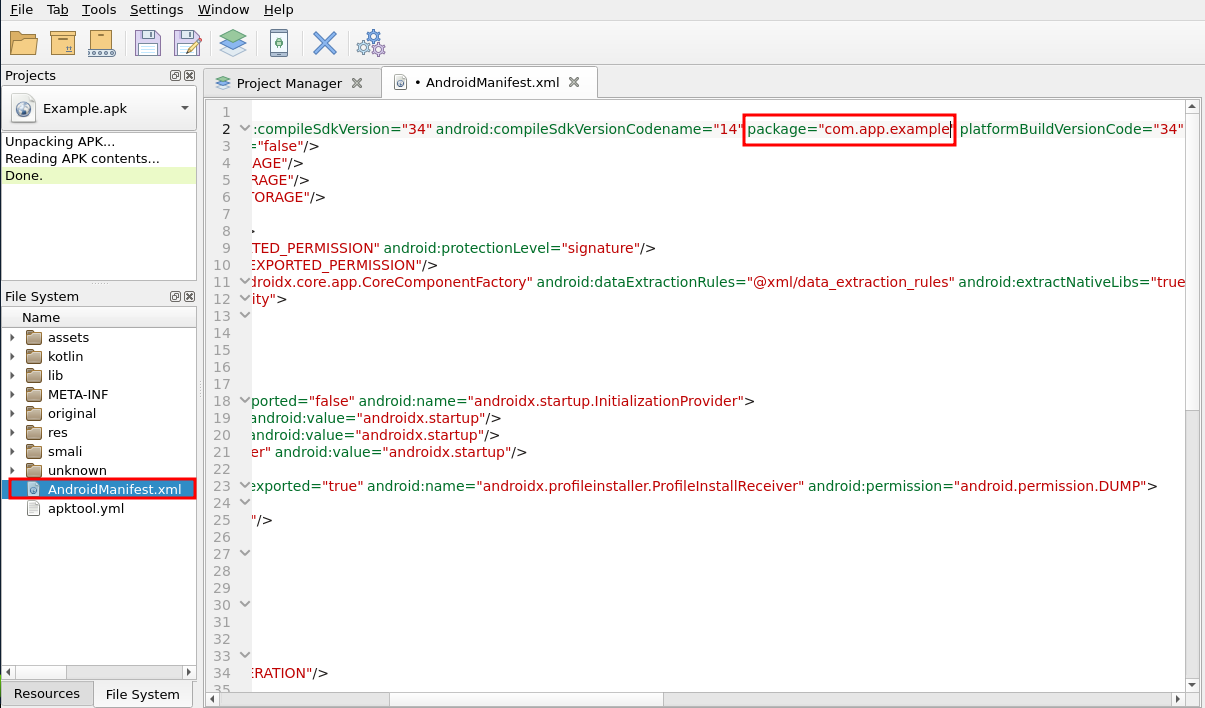 File Tab Tools Settings Window Help
Projects
Example.apk
Unpacking APK...
Reading APK contents...
Done.
File System
Name
assets
kotlin
lib
META-INF
original
res
smali
unknown
AndroidManifest.xml
apktool.yml
Resources File System
Project Manager • AndroidManifest.xml
1
2 :compileSdkVersion="34" android:compileSdkVersionCodename="14" package="com.app.example" platformBuildVersionCode="34"
3 ="false"/>
4 AGE"/>
5 RAGE"/>
6 TORAGE"/>
7
8 >
9 TED_PERMISSION" android:protectionLevel="signature"/>
10 EXPORTED_PERMISSION"/>
11 droidx.core.app.CoreComponentFactory" android:dataExtractionRules="@xml/data_extraction_rules" android:extractNativeLibs="true
12 ity">
13
14
15
16
17
18 ported="false" android:name="androidx.startup.InitializationProvider">
19 android:value="androidx.startup"/>
20 android:value="androidx.startup"/>
21 er" android:value="androidx.startup"/>
22
23 exported="true" android:name="androidx.profileinstaller.ProfileInstallReceiver" android:permission="android.permission.DUMP">
24
25 "/>
26
27
28
29
30
31
32
33
34 ERATION"/>
35